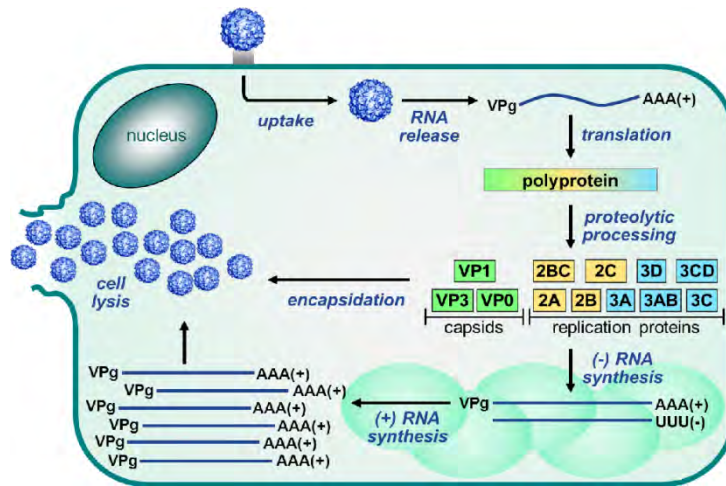 nucleus
uptake
RNA
release
VPg
AAA(+)
translation
polyprotein
proteolytic
processing
VP1
VP3 VP0
capsids
2BC 2C 3D 3CD
2A 2B 3A 3AB 3C
replication proteins
encapsidation
cell
lysis
(-) RNA
synthesis
VPg AAA(+)
UUU(-)
(+) RNA
synthesis
VPg AAA(+)
VPg AAA(+)
VPg AAA(+)
VPg AAA(+)
VPg AAA(+)
VPg AAA(+)